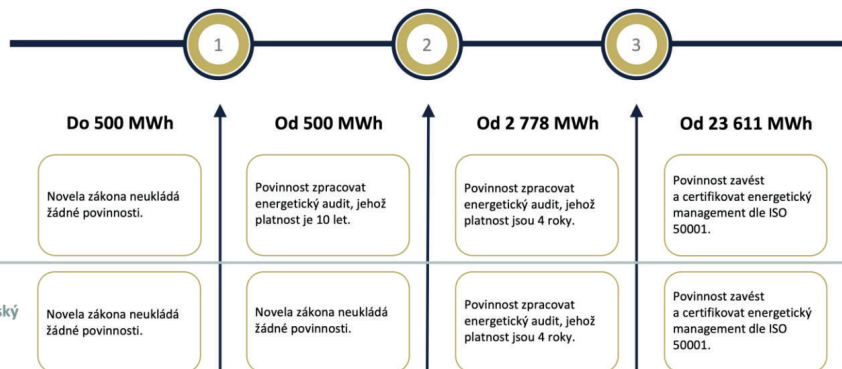 1
2
3
Do 500 MWh
Od 500 MWh
Od 2 778 MWh
Od 23 611 MWh
Novela zákona neukládá
žádné povinnosti.
Povinnost zpracovat
energetický audit, jehož
platnost je 10 let.
Povinnost zpracovat
energetický audit, jehož
platnost jsou 4 roky.
Povinnost zavést
a certifikovat energetický
management dle ISO
50001.
ský
Novela zákona neukládá
žádné povinnosti.
Novela zákona neukládá
žádné povinnosti.
Povinnost zpracovat
energetický audit, jehož
platnost jsou 4 roky.
Povinnost zavést
a certifikovat energetický
management dle ISO
50001.